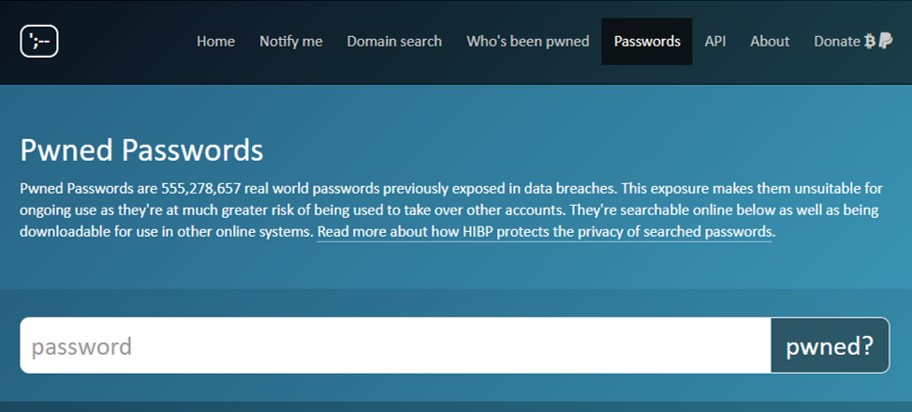 ';--
Home Notify me Domain search Who's been pwned Passwords API About Donate
Pwned Passwords
Pwned Passwords are 555,278,657 real world passwords previously exposed in data breaches. This exposure makes them unsuitable for
ongoing use as they're at much greater risk of being used to take over other accounts. They're searchable online below as well as being
downloadable for use in other online systems. Read more about how HIBP protects the privacy of searched passwords.
password pwned?